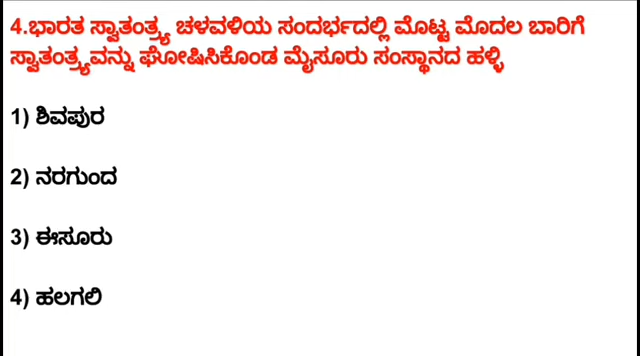 4.ಭಾರತ ಸ್ವಾತಂತ್ರ್ಯ ಚಳವಳಿಯ ಸಂದರ್ಭದಲ್ಲಿ ಮೊಟ್ಟ ಮೊದಲ ಬಾರಿಗೆ
ಸ್ವಾತಂತ್ರ್ಯವನ್ನು ಘೋಷಿಸಿಕೊಂಡ ಮೈಸೂರು ಸಂಸ್ಥಾನದ ಹಳ್ಳಿ
1) ಶಿವಪುರ
2) ನರಗುಂದ
3) ಈಸೂರು
4) ಹಲಗಲಿ